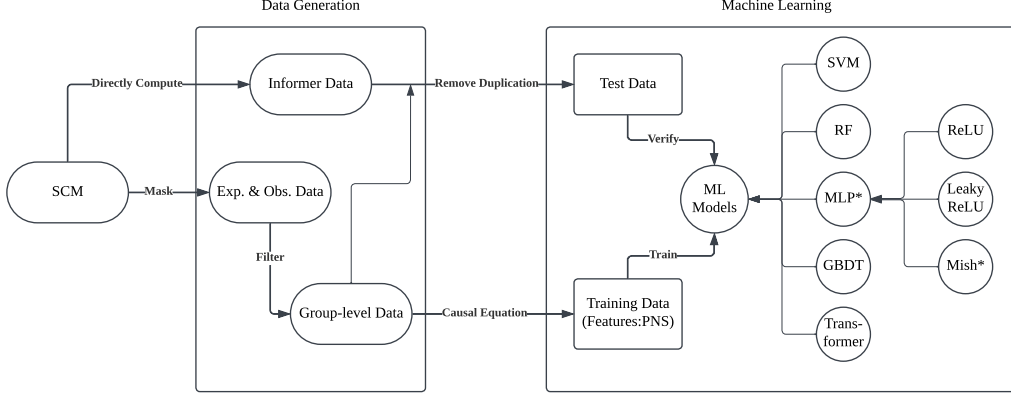 Data Generation
Machine Learning
Directly Compute
Informer Data
Remove Duplication
Test Data
SVM
Verify
RF
ReLU
SCM
Mask
Exp. & Obs. Data
ML
Models
MLP*
Leaky
ReLU
Filter
Train
GBDT
Mish*
Group-level Data
Causal Equation
Training Data
(Features:PNS)
Trans-
former